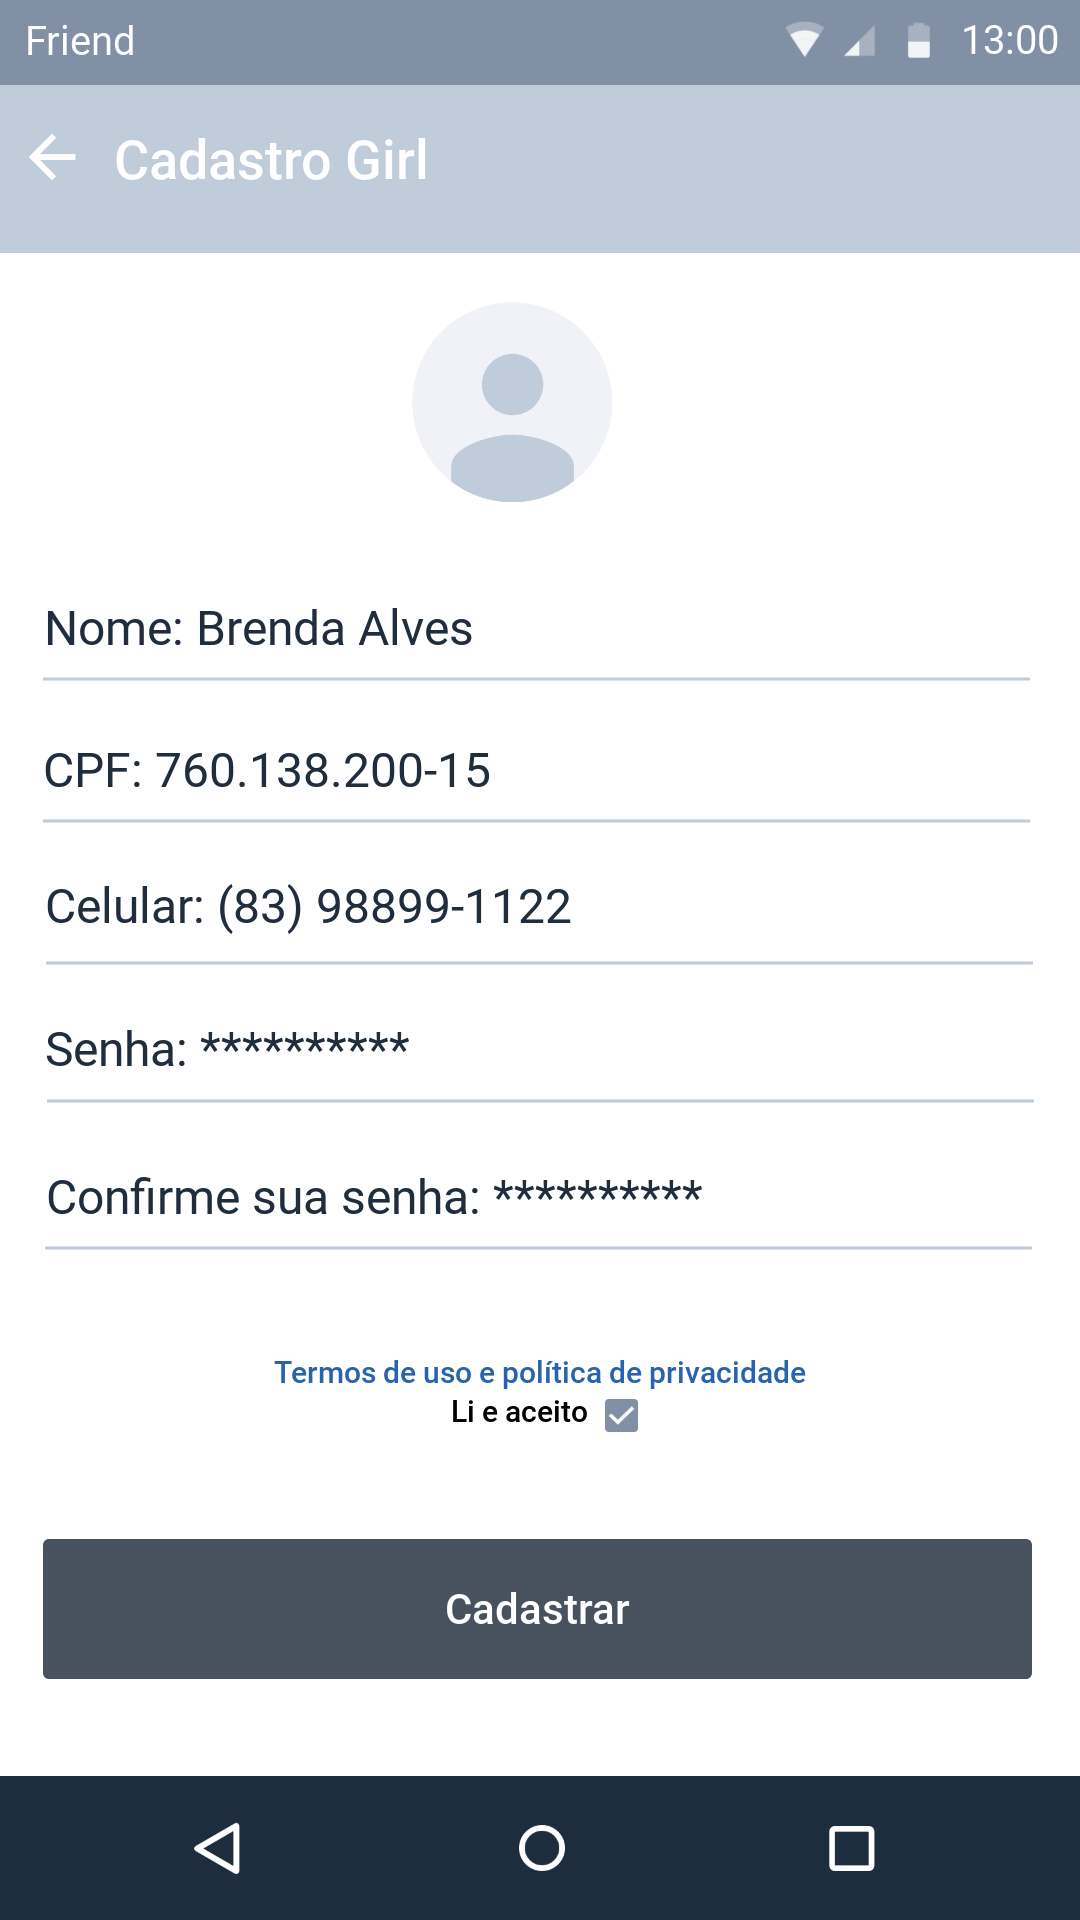 Friend 13:00
Cadastro Girl
Nome: Brenda Alves
CPF: 760.138.200-15
Celular: (83) 98899-1122
Senha: **********
Confirme sua senha: **********
Termos de uso e política de privacidade
Li e aceito
Cadastrar